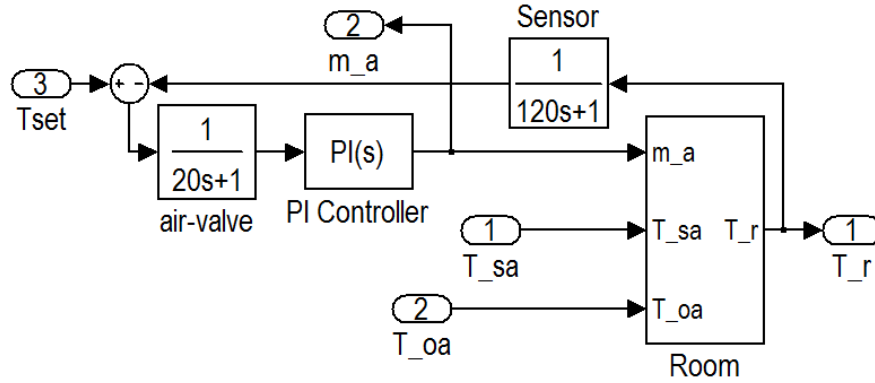 Sensor
2
m_a
1
120s+1
3
+ -
Tset
1
20s+1
air-valve
PI(s)
PI Controller
m_a
1
T_sa
T_sa
T_r
1
T_r
2
T_oa
T_oa
Room